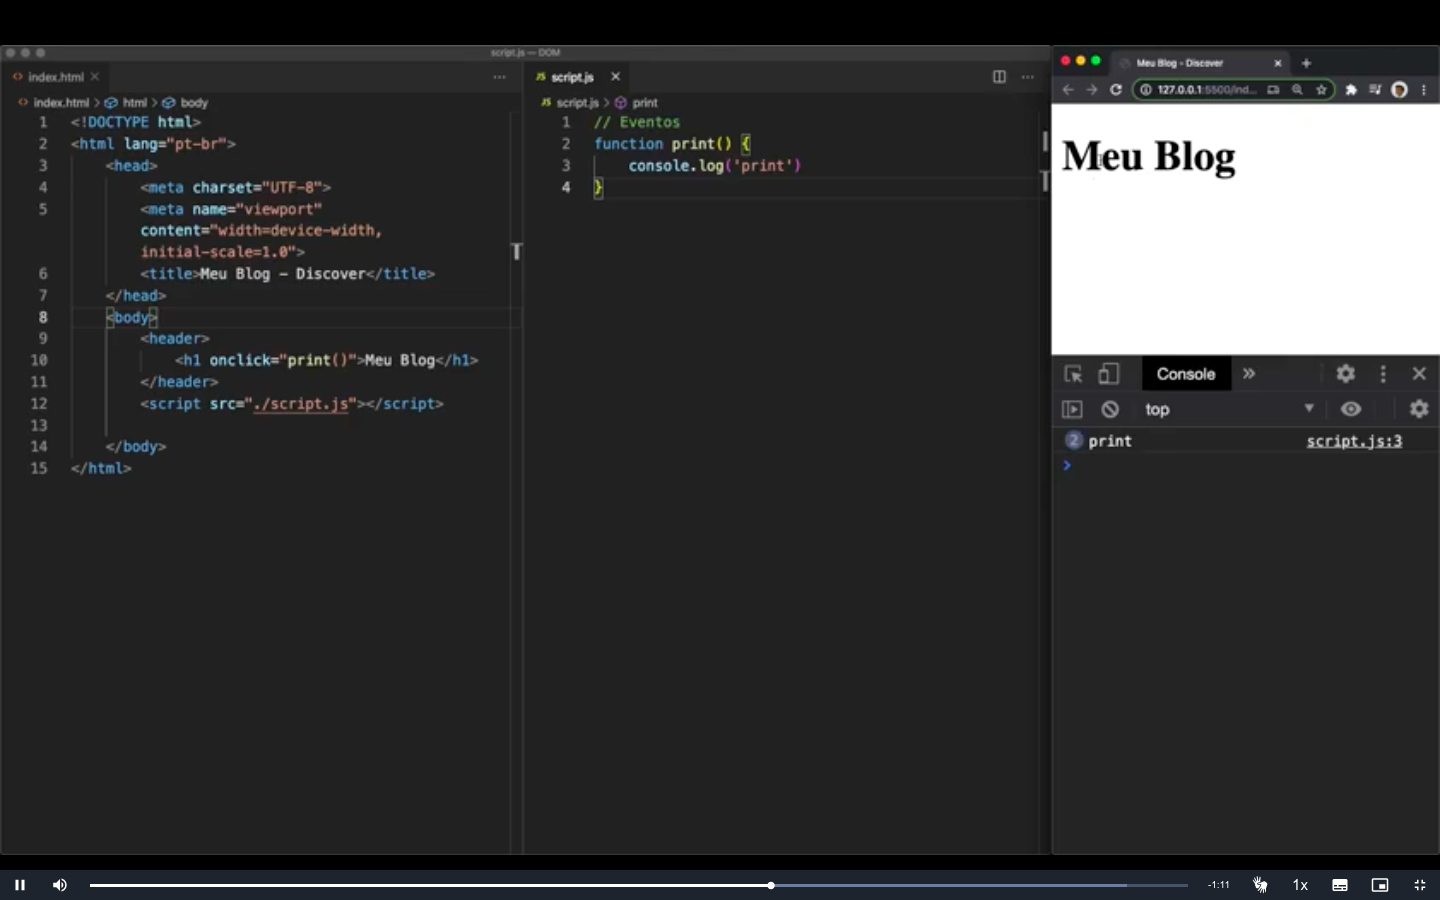 script.js — DOM
index.html
index.html > html > body
1 <!DOCTYPE html>
2 <html lang="pt-br">
3 <head>
4 <meta charset="UTF-8">
5 <meta name="viewport"
content="width=device-width,
initial-scale=1.0">
6 <title>Meu Blog - Discover</title>
7 </head>
8 <body>
9 <header>
10 <h1 onclick="print()">Meu Blog</h1>
11 </header>
12 <script src="./script.js"></script>
13
14 </body>
15 </html>
JS script.js
JS script.js > print
1 // Eventos
2 function print() {
3 console.log('print')
4 }
Meu Blog - Discover
127.0.0.1:5500/ind...
Meu Blog
Console
top
2 print script.js:3
-1:11
1x